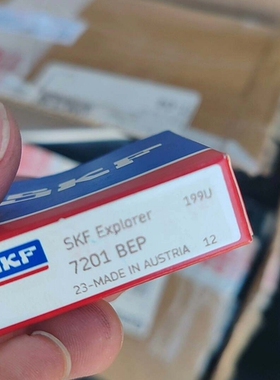 SKF
SKF Explorer 199U
SKF
7201 BEP
23-MADE IN AUSTRIA 12